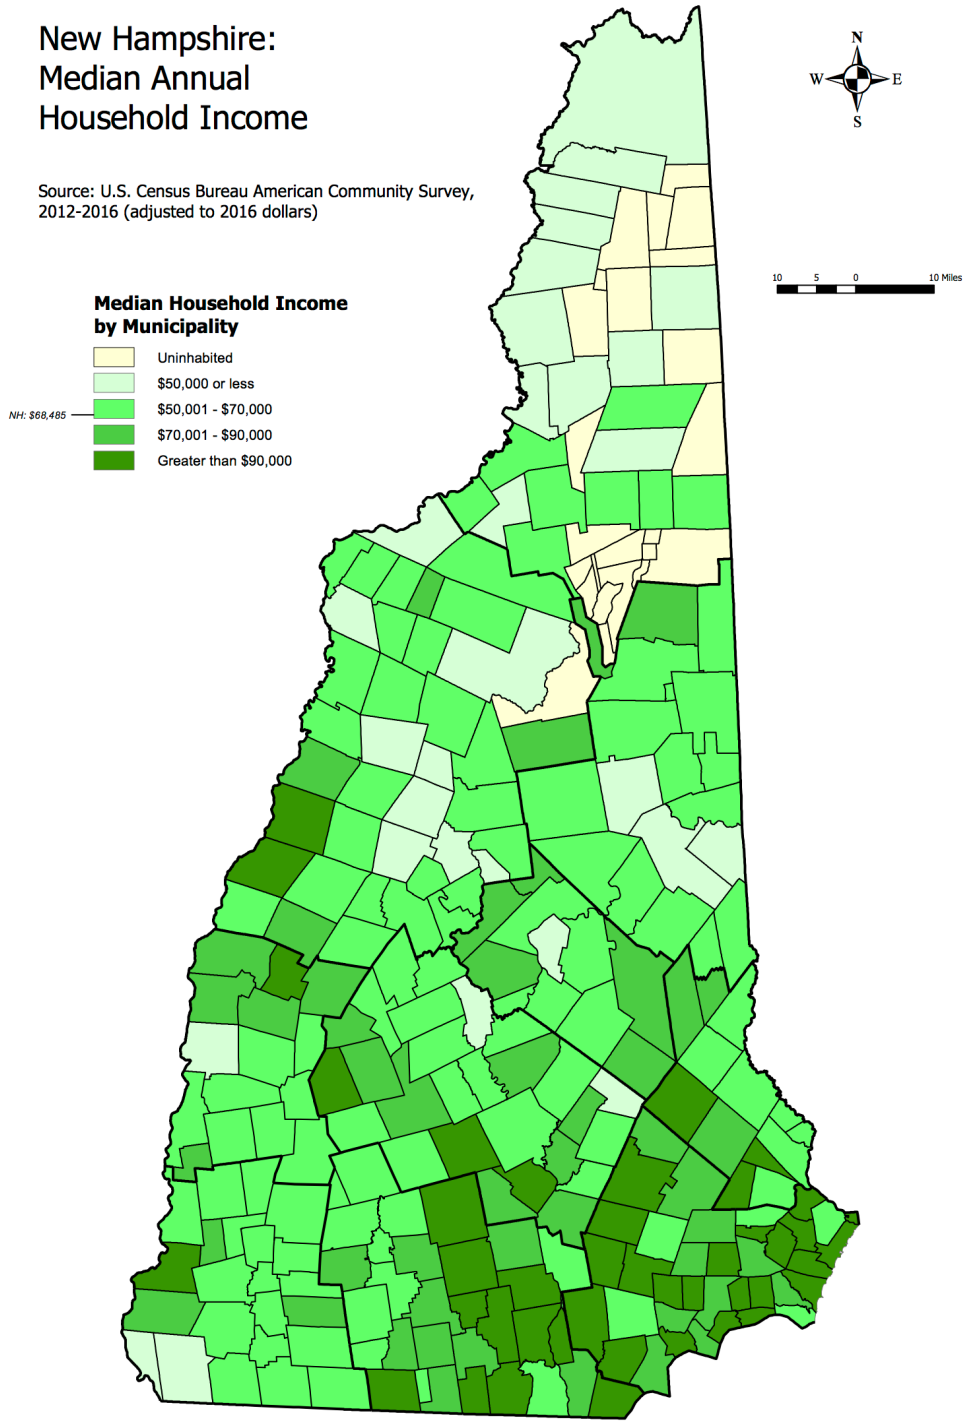 New Hampshire:
Median Annual
Household Income
Source: U.S. Census Bureau American Community Survey,
2012-2016 (adjusted to 2016 dollars)
Median Household Income
by Municipality
Uninhabited
$50,000 or less
NH: $68,485
$50,001 - $70,000
$70,001 - $90,000
Greater than $90,000
N
W E
S
10 5 0 10 Miles